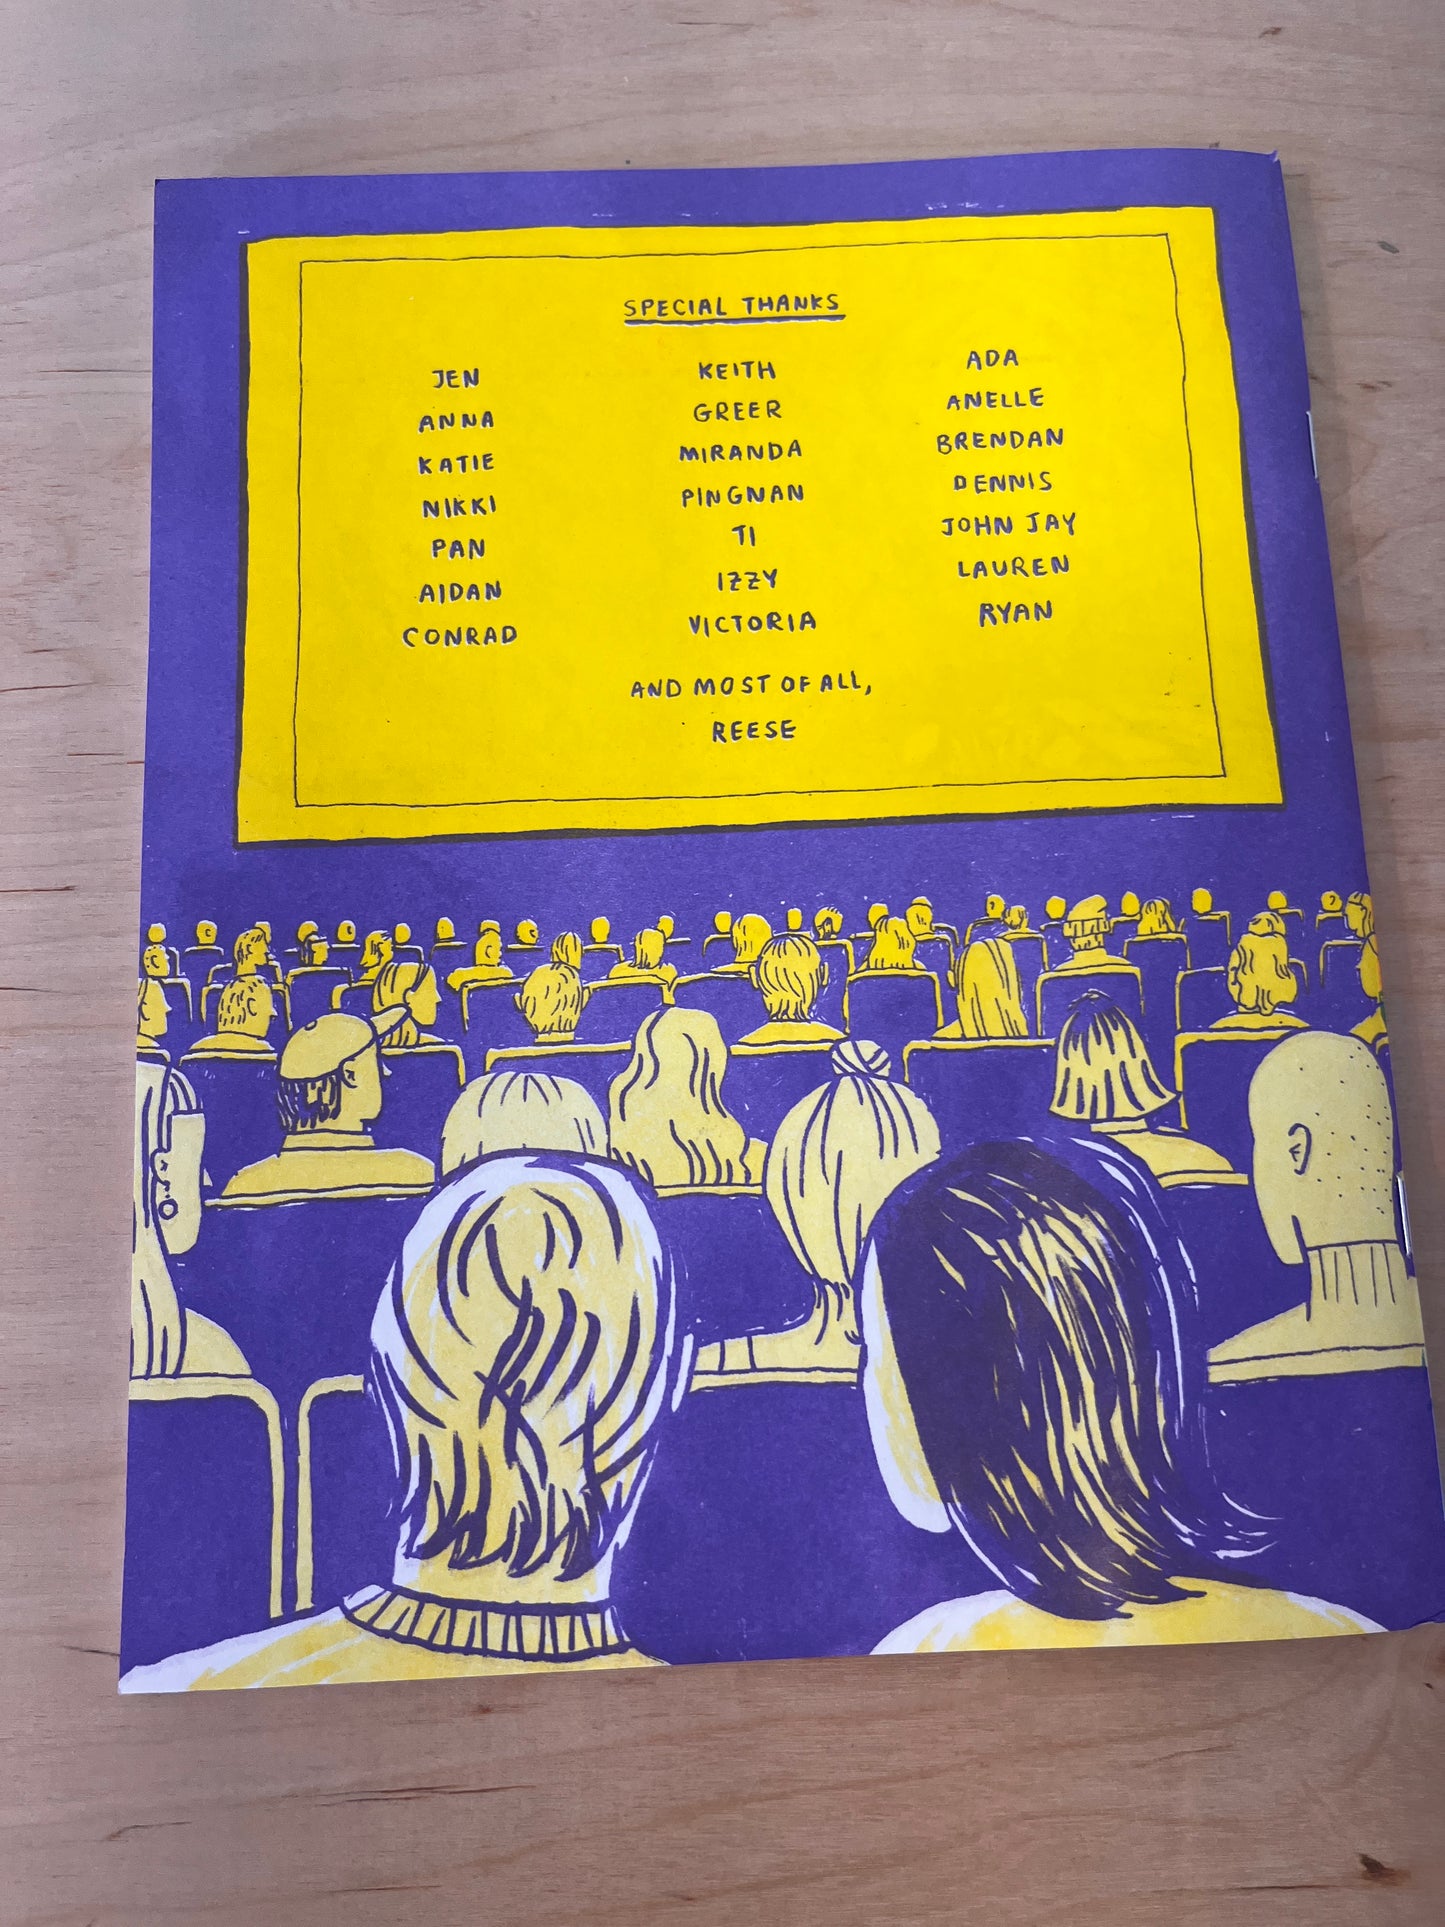 SPECIAL THANKS
JEN
ANNA
KATIE
NIKKI
PAN
AIDAN
CONRAD
KEITH
GREER
MIRANDA
PINGNAN
TI
IZZY
VICTORIA
ADA
ANELLE
BRENDAN
DENNIS
JOHN JAY
LAUREN
RYAN
AND MOST OF ALL,
REESE